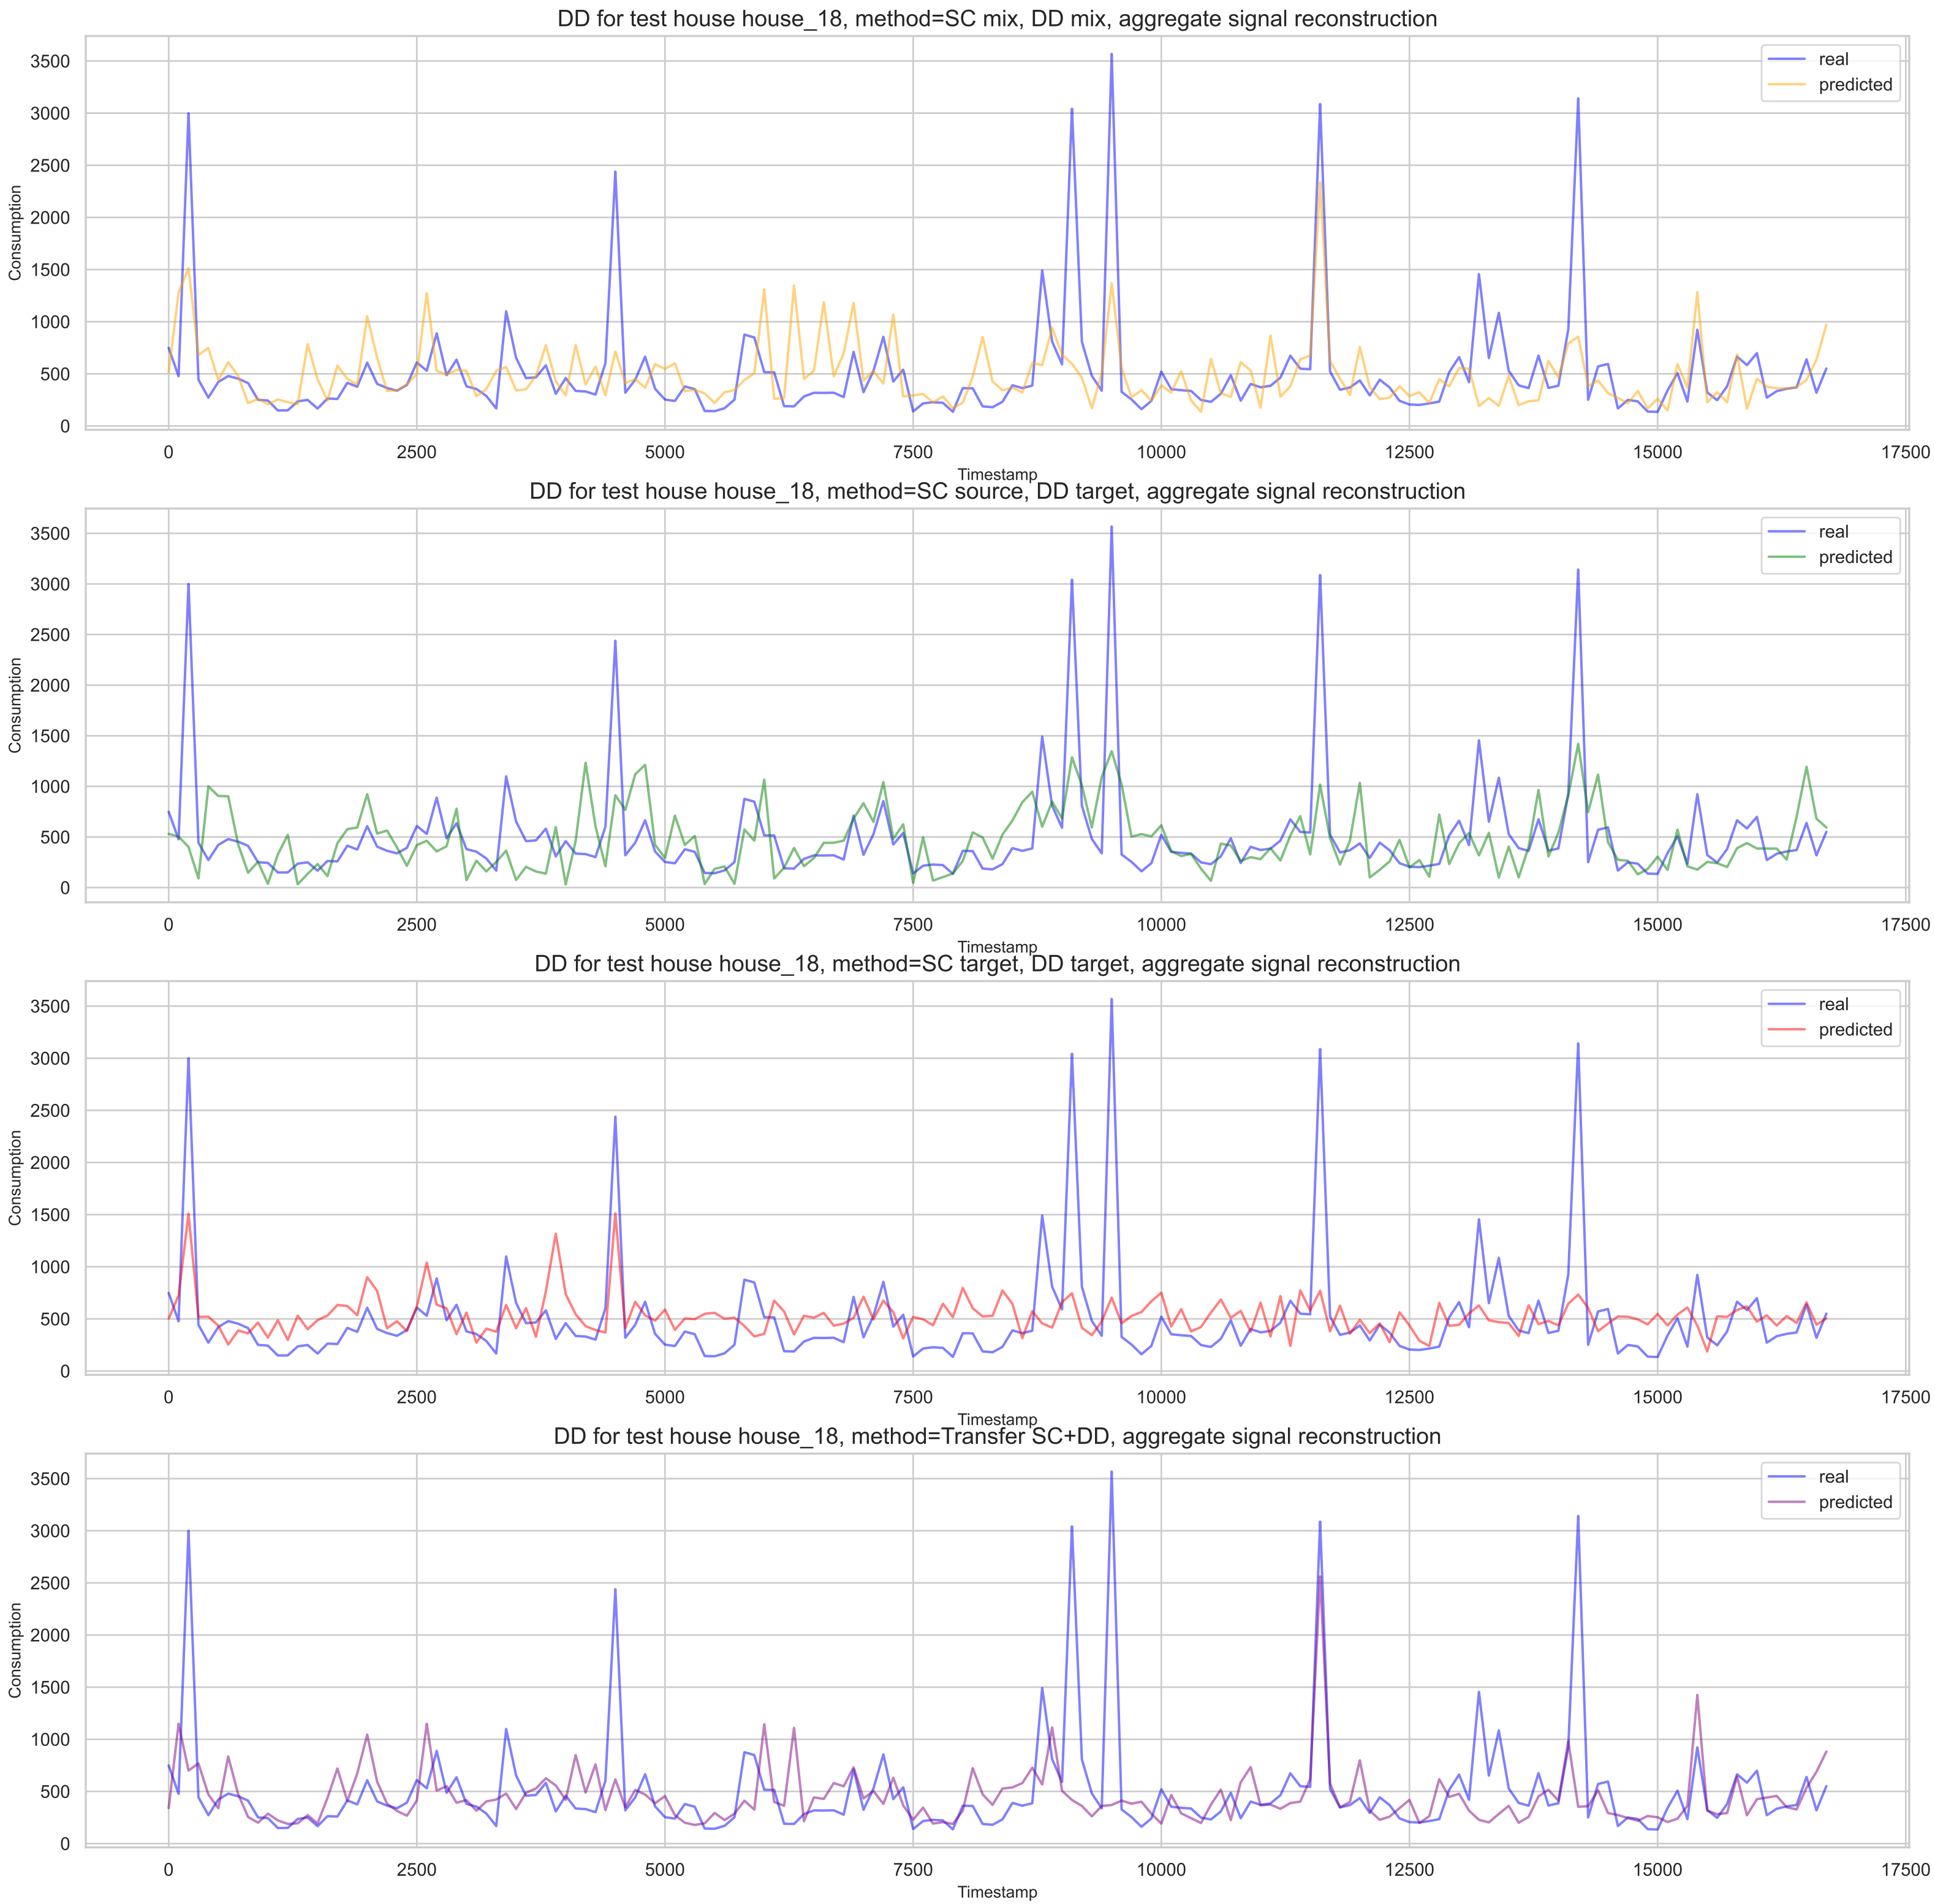 DD for test house house_18, method=SC mix, DD mix, aggregate signal reconstruction
3500
3000
2500
2000
1500
1000
500
0
Consumption
real
predicted
0 2500 5000 7500 10000 12500 15000 17500
Timestamp
DD for test house house_18, method=SC source, DD target, aggregate signal reconstruction
3500
3000
2500
2000
1500
1000
500
0
Consumption
real
predicted
0 2500 5000 7500 10000 12500 15000 17500
Timestamp
DD for test house house_18, method=SC target, DD target, aggregate signal reconstruction
3500
3000
2500
2000
1500
1000
500
0
Consumption
real
predicted
0 2500 5000 7500 10000 12500 15000 17500
Timestamp
DD for test house house_18, method=Transfer SC+DD, aggregate signal reconstruction
3500
3000
2500
2000
1500
1000
500
0
Consumption
real
predicted
0 2500 5000 7500 10000 12500 15000 17500
Timestamp